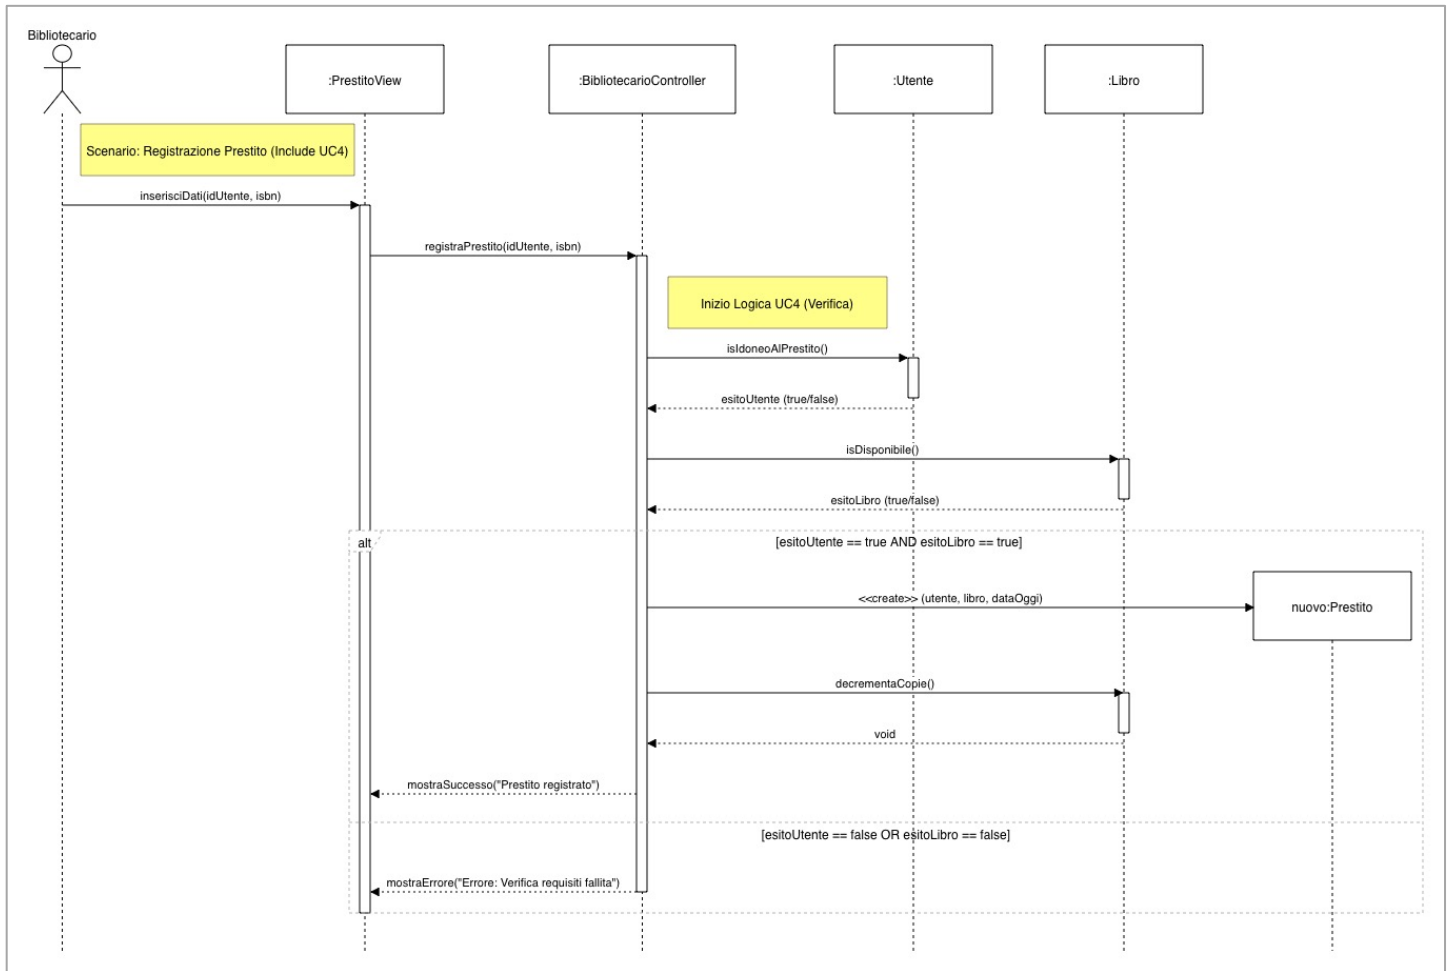 Bibliotecario
:PrestitoView
:BibliotecarioController
:Utente
:Libro
Scenario: Registrazione Prestito (Include UC4)
inserisciDati(idUtente, isbn)
registraPrestito(idUtente, isbn)
Inizio Logica UC4 (Verifica)
isIdoneoAlPrestito()
esitoUtente (true/false)
isDisponibile()
esitoLibro (true/false)
alt
[esitoUtente == true AND esitoLibro == true]
<<create>> (utente, libro, dataOggi)
nuovo:Prestito
decrementaCopie()
void
mostraSuccesso("Prestito registrato")
[esitoUtente == false OR esitoLibro == false]
mostraErrore("Errore: Verifica requisiti fallita")